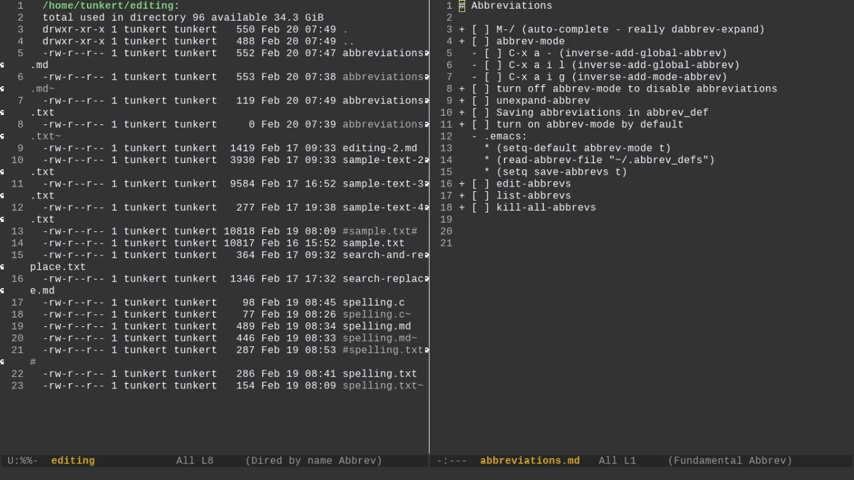 1 /home/tunkert/editing:
2 total used in directory 96 available 34.3 GiB
3 drwxr-xr-x 1 tunkert tunkert 550 Feb 20 07:49 .
4 drwxr-xr-x 1 tunkert tunkert 488 Feb 20 07:49 ..
5 -rw-r--r-- 1 tunkert tunkert 552 Feb 20 07:47 abbreviations
.md
6 -rw-r--r-- 1 tunkert tunkert 553 Feb 20 07:38 abbreviations
.md~
7 -rw-r--r-- 1 tunkert tunkert 119 Feb 20 07:49 abbreviations
.txt
8 -rw-r--r-- 1 tunkert tunkert 0 Feb 20 07:39 abbreviations
.txt~
9 -rw-r--r-- 1 tunkert tunkert 1419 Feb 17 09:33 editing-2.md
10 -rw-r--r-- 1 tunkert tunkert 3930 Feb 17 09:33 sample-text-2
.txt
11 -rw-r--r-- 1 tunkert tunkert 9584 Feb 17 16:52 sample-text-3
.txt
12 -rw-r--r-- 1 tunkert tunkert 277 Feb 17 19:38 sample-text-4
.txt
13 -rw-r--r-- 1 tunkert tunkert 10818 Feb 19 08:09 #sample.txt#
14 -rw-r--r-- 1 tunkert tunkert 10817 Feb 16 15:52 sample.txt
15 -rw-r--r-- 1 tunkert tunkert 364 Feb 17 09:32 search-and-re
place.txt
16 -rw-r--r-- 1 tunkert tunkert 1346 Feb 17 17:32 search-replac
e.md
17 -rw-r--r-- 1 tunkert tunkert 98 Feb 19 08:45 spelling.c
18 -rw-r--r-- 1 tunkert tunkert 77 Feb 19 08:26 spelling.c~
19 -rw-r--r-- 1 tunkert tunkert 489 Feb 19 08:34 spelling.md
20 -rw-r--r-- 1 tunkert tunkert 446 Feb 19 08:33 spelling.md~
21 -rw-r--r-- 1 tunkert tunkert 287 Feb 19 08:53 #spelling.txt
#
22 -rw-r--r-- 1 tunkert tunkert 286 Feb 19 08:41 spelling.txt
23 -rw-r--r-- 1 tunkert tunkert 154 Feb 19 08:09 spelling.txt~
U:%%- editing All L8 (Dired by name Abbrev)
1 # Abbreviations
2
3 + [ ] M-/ (auto-complete - really dabbrev-expand)
4 + [ ] abbrev-mode
5 - [ ] C-x a - (inverse-add-global-abbrev)
6 - [ ] C-x a i l (inverse-add-global-abbrev)
7 - [ ] C-x a i g (inverse-add-mode-abbrev)
8 + [ ] turn off abbrev-mode to disable abbreviations
9 + [ ] unexpand-abbrev
10 + [ ] Saving abbreviations in abbrev_def
11 + [ ] turn on abbrev-mode by default
12 - .emacs:
13 * (setq-default abbrev-mode t)
14 * (read-abbrev-file "~/.abbrev_defs")
15 * (setq save-abbrevs t)
16 + [ ] edit-abbrevs
17 + [ ] list-abbrevs
18 + [ ] kill-all-abbrevs
19
20
21
-:--- abbreviations.md All L1 (Fundamental Abbrev)